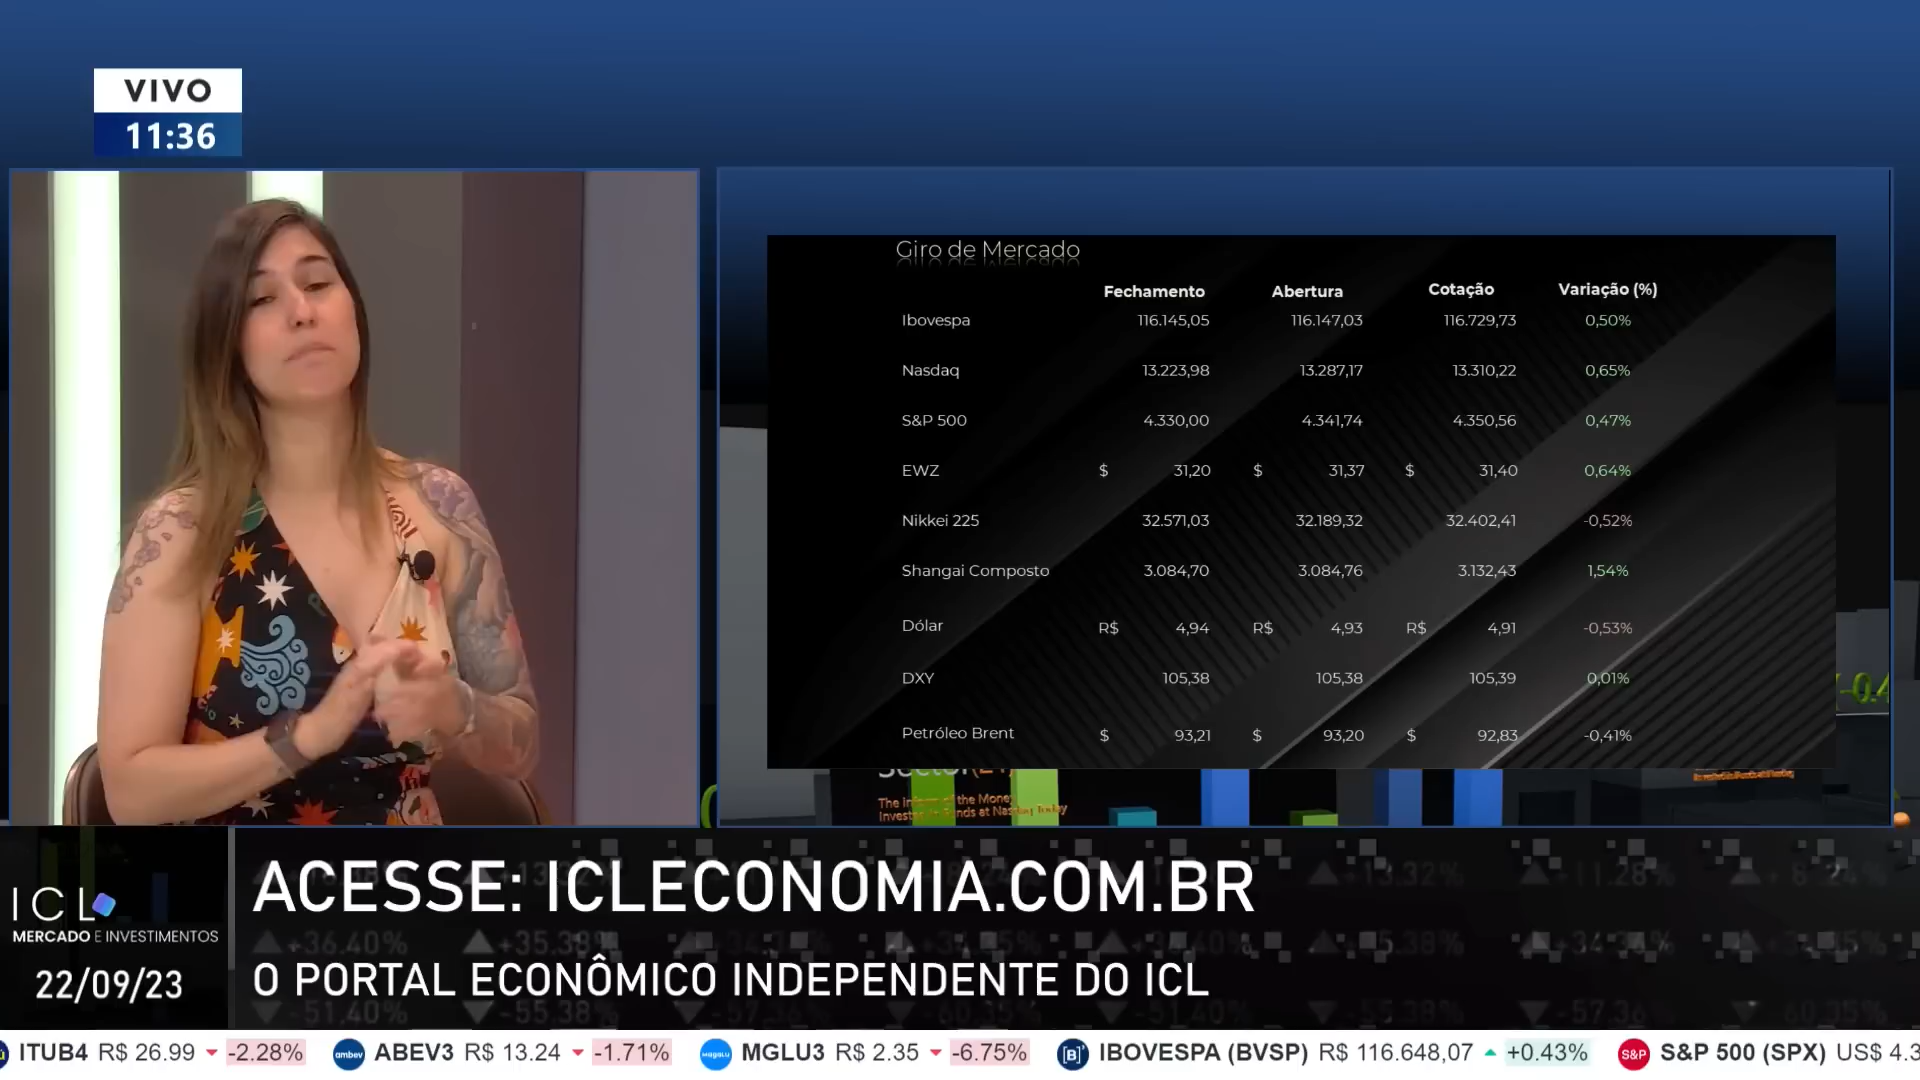 VIVO
11:36
Giro de Mercado
Fechamento Abertura Cotação Variação (%)
Ibovespa 116.145,05 116.147,03 116.729,73 0,50%
Nasdaq 13.223,98 13.287,17 13.310,22 0,65%
S&P 500 4.330,00 4.341,74 4.350,56 0,47%
EWZ $ 31,20 $ 31,37 $ 31,40 0,64%
Nikkei 225 32.571,03 32.189,32 32.402,41 -0,52%
Shangai Composto 3.084,70 3.084,76 3.132,43 1,54%
Dólar R$ 4,94 R$ 4,93 R$ 4,91 -0,53%
DXY 105,38 105,38 105,39 0,01%
Petróleo Brent $ 93,21 $ 93,20 $ 92,83 -0,41%
ACESSE: ICLECONOMIA.COM.BR
O PORTAL ECONÔMICO INDEPENDENTE DO ICL
ICL
MERCADO E INVESTIMENTOS
22/09/23
ITUB4 R$ 26.99 -2.28% ambev ABEV3 R$ 13.24 -1.71% magalu MGLU3 R$ 2.35 -6.75% [B]³ IBOVESPA (BVSP) R$ 116.648,07 +0.43% S&P S&P 500 (SPX) US$ 4.3